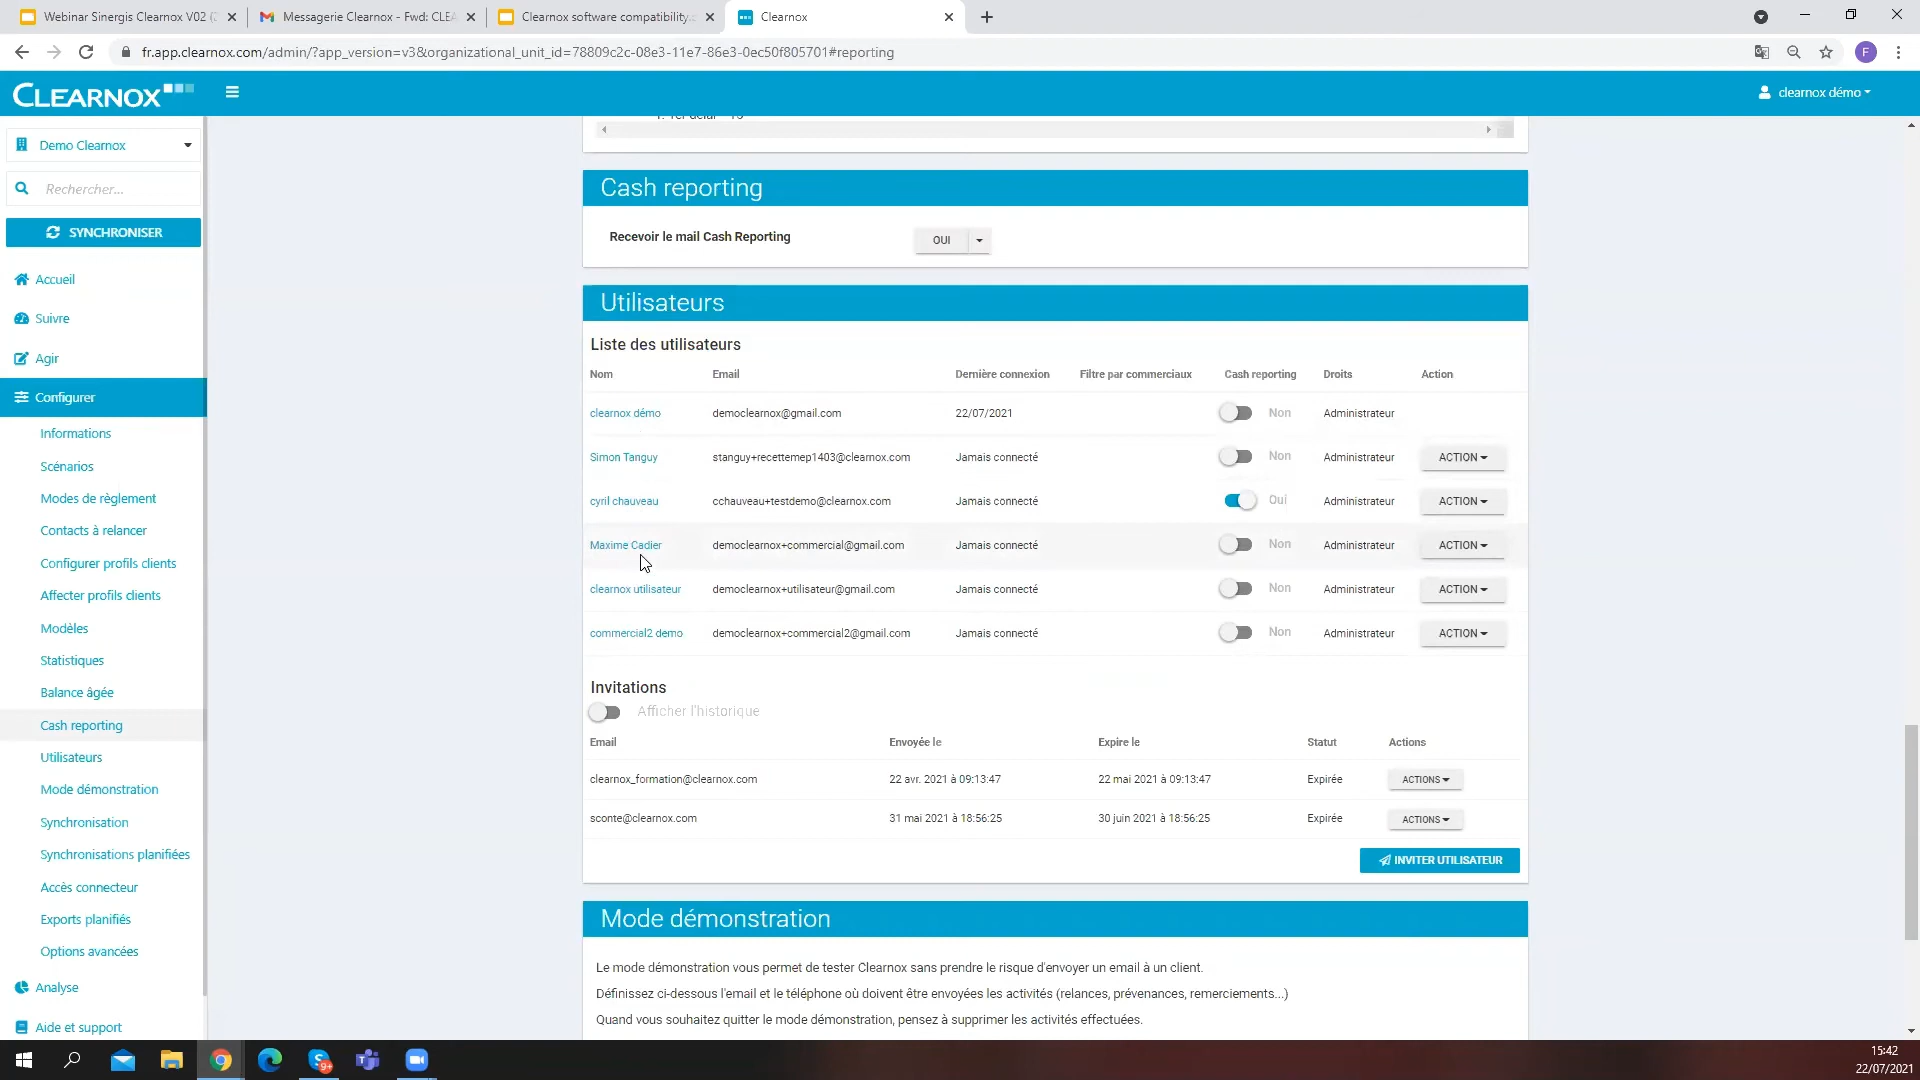 Webinar Sinergis Clearnox V02 (
Messagerie Clearnox - Fwd: CLEA
Clearnox software compatibility.
Clearnox
fr.app.clearnox.com/admin/?app_version=v3&organizational_unit_id=78809c2c-08e3-11e7-86e3-0ec50f805701#reporting
F
CLEARNOX
clearnox démo
Demo Clearnox
Rechercher...
SYNCHRONISER
Accueil
Suivre
Agir
Configurer
Informations
Scénarios
Modes de règlement
Contacts à relancer
Configurer profils clients
Affecter profils clients
Modèles
Statistiques
Balance âgée
Cash reporting
Utilisateurs
Mode démonstration
Synchronisation
Synchronisations planifiées
Accès connecteur
Exports planifiés
Options avancées
Analyse
Aide et support
Cash reporting
Recevoir le mail Cash Reporting
OUI
Utilisateurs
Liste des utilisateurs
Nom Email Dernière connexion Filtre par commerciaux Cash reporting Droits Action
clearnox démo democlearnox@gmail.com 22/07/2021 Non Administrateur
Simon Tanguy stanguy+recettemep1403@clearnox.com Jamais connecté Non Administrateur ACTION
cyril chauveau cchauveau+testdemo@clearnox.com Jamais connecté Oui Administrateur ACTION
Maxime Cadier democlearnox+commercial@gmail.com Jamais connecté Non Administrateur ACTION
clearnox utilisateur democlearnox+utilisateur@gmail.com Jamais connecté Non Administrateur ACTION
commercial2 demo democlearnox+commercial2@gmail.com Jamais connecté Non Administrateur ACTION
Invitations
Afficher l'historique
Email Envoyée le Expire le Statut Actions
clearnox_formation@clearnox.com 22 avr. 2021 à 09:13:47 22 mai 2021 à 09:13:47 Expirée ACTIONS
sconte@clearnox.com 31 mai 2021 à 18:56:25 30 juin 2021 à 18:56:25 Expirée ACTIONS
INVITER UTILISATEUR
Mode démonstration
Le mode démonstration vous permet de tester Clearnox sans prendre le risque d'envoyer un email à un client.
Définissez ci-dessous l'email et le téléphone où doivent être envoyées les activités (relances, prévenances, remerciements...)
Quand vous souhaitez quitter le mode démonstration, pensez à supprimer les activités effectuées.
9+
15:42
22/07/2021